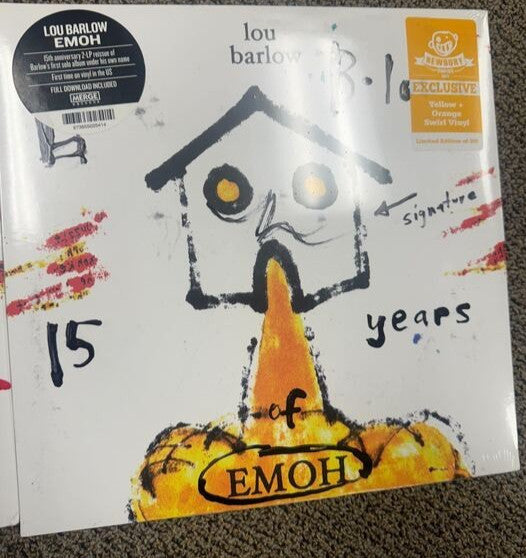 LOU BARLOW
EMOH
15th anniversary 2-LP reissue of
Barlow's first solo album under his own name
First time on vinyl in the US
FULL DOWNLOAD INCLUDED
MERGE
RECORDS
lou
barlow
NEWBURY
EXCLUSIVE
Yellow +
Orange
Swirl Vinyl
Limited Edition of
signature
15
years
of
EMOH